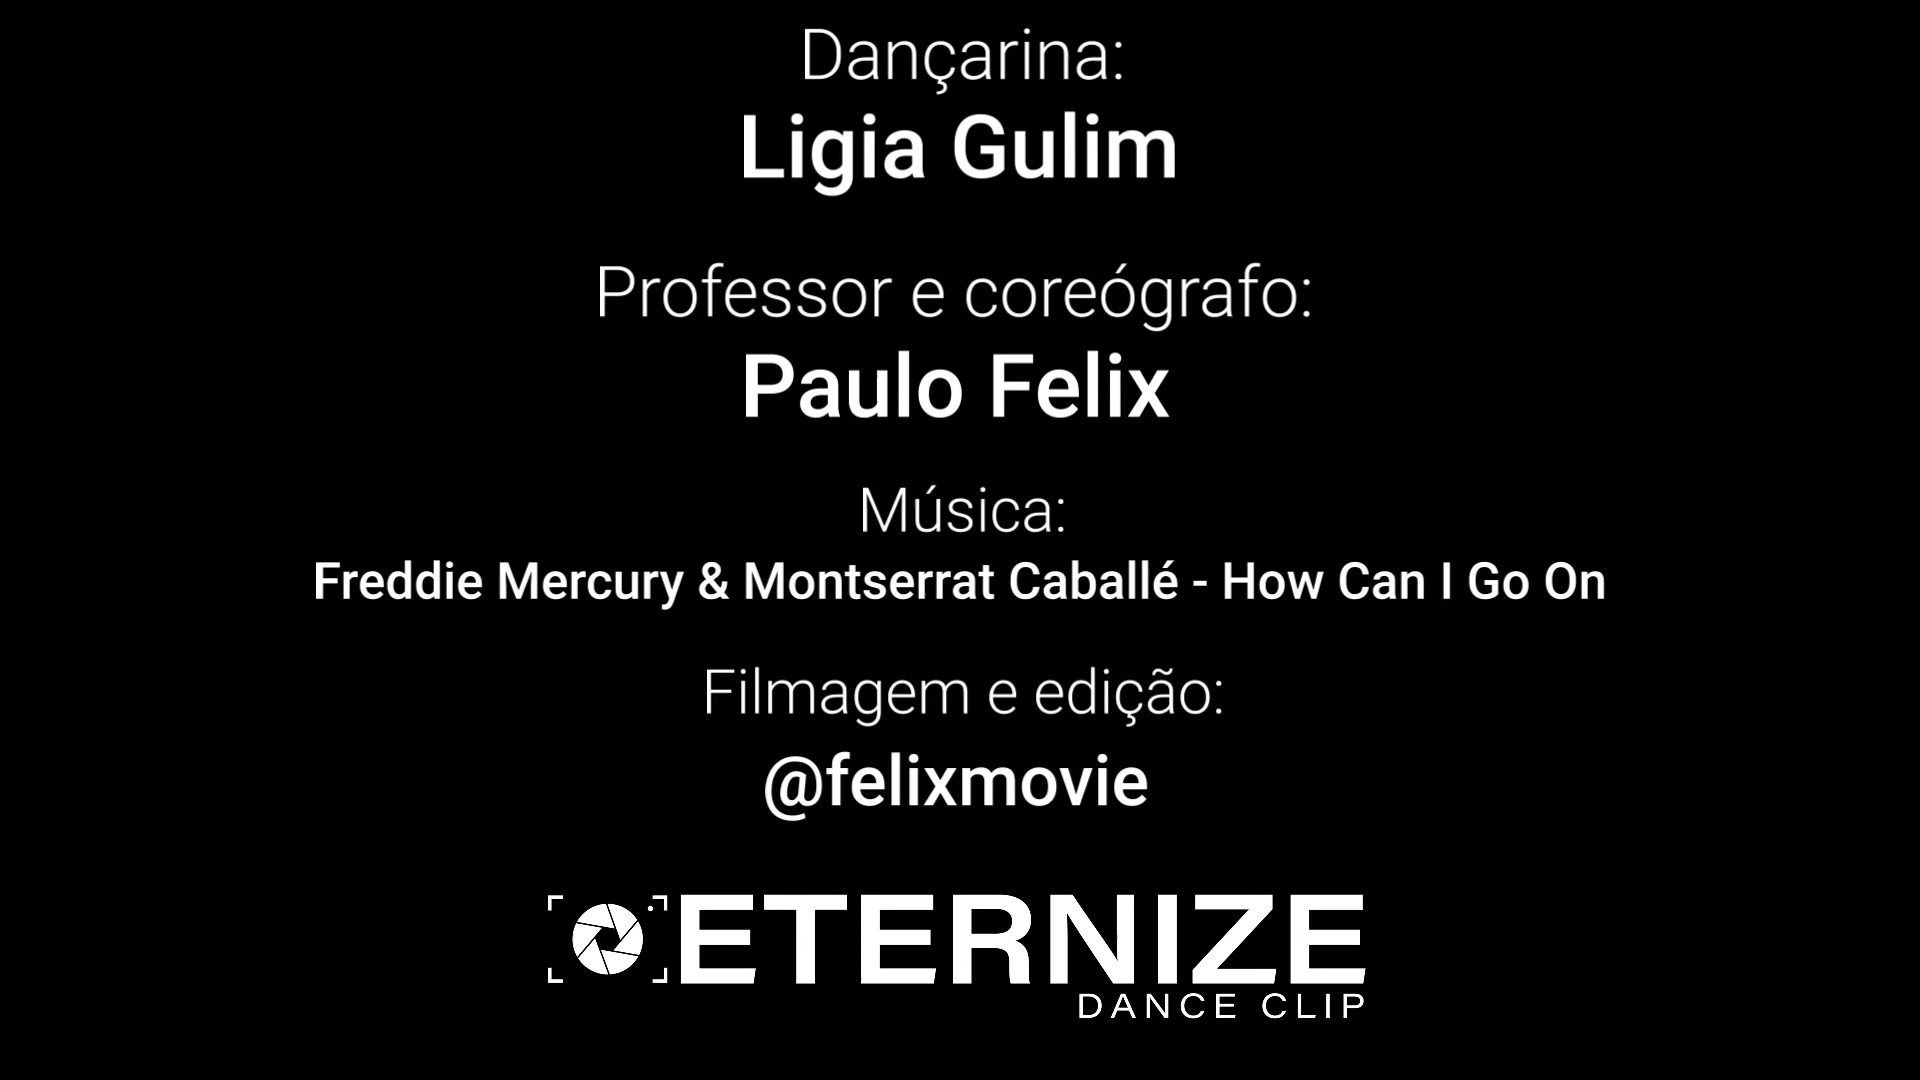 Dançarina:
Ligia Gulim
Professor e coreógrafo:
Paulo Felix
Música:
Freddie Mercury & Montserrat Caballé - How Can I Go On
Filmagem e edição:
@felixmovie
ETERNIZE
DANCE CLIP